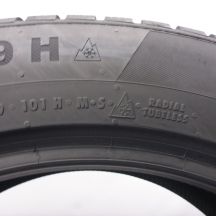 9 H
101 H · M+S ·
RADIAL
TUBELESS